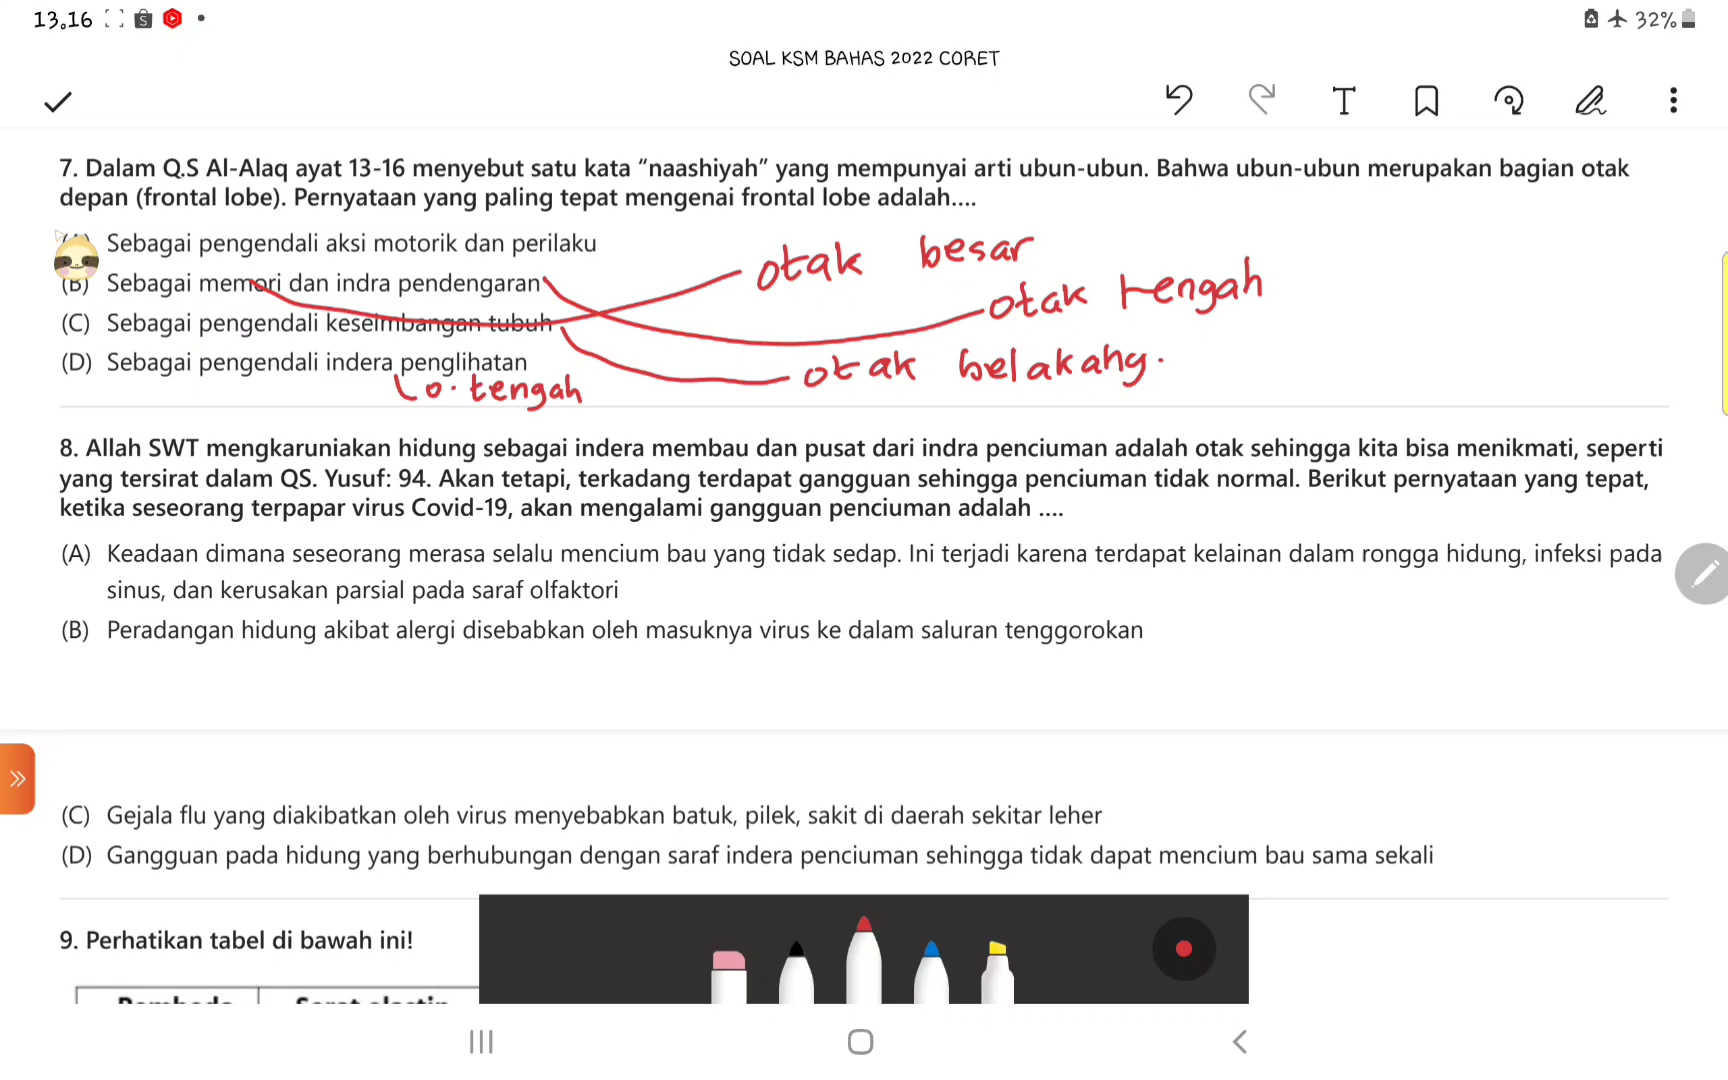 13.16
32%
SOAL KSM BAHAS 2022 CORET
7. Dalam Q.S Al-Alaq ayat 13-16 menyebut satu kata “naashiyah” yang mempunyai arti ubun-ubun. Bahwa ubun-ubun merupakan bagian otak
depan (frontal lobe). Pernyataan yang paling tepat mengenai frontal lobe adalah....
Sebagai pengendali aksi motorik dan perilaku
otak besar
(B) Sebagai memori dan indra pendengaran
otak tengah
(C) Sebagai pengendali keseimbangan tubuh
(D) Sebagai pengendali indera penglihatan
otak belakang.
o. tengah
8. Allah SWT mengkaruniakan hidung sebagai indera membau dan pusat dari indra penciuman adalah otak sehingga kita bisa menikmati, seperti
yang tersirat dalam QS. Yusuf: 94. Akan tetapi, terkadang terdapat gangguan sehingga penciuman tidak normal. Berikut pernyataan yang tepat,
ketika seseorang terpapar virus Covid-19, akan mengalami gangguan penciuman adalah ....
(A) Keadaan dimana seseorang merasa selalu mencium bau yang tidak sedap. Ini terjadi karena terdapat kelainan dalam rongga hidung, infeksi pada
sinus, dan kerusakan parsial pada saraf olfaktori
(B) Peradangan hidung akibat alergi disebabkan oleh masuknya virus ke dalam saluran tenggorokan
(C) Gejala flu yang diakibatkan oleh virus menyebabkan batuk, pilek, sakit di daerah sekitar leher
(D) Gangguan pada hidung yang berhubungan dengan saraf indera penciuman sehingga tidak dapat mencium bau sama sekali
9. Perhatikan tabel di bawah ini!